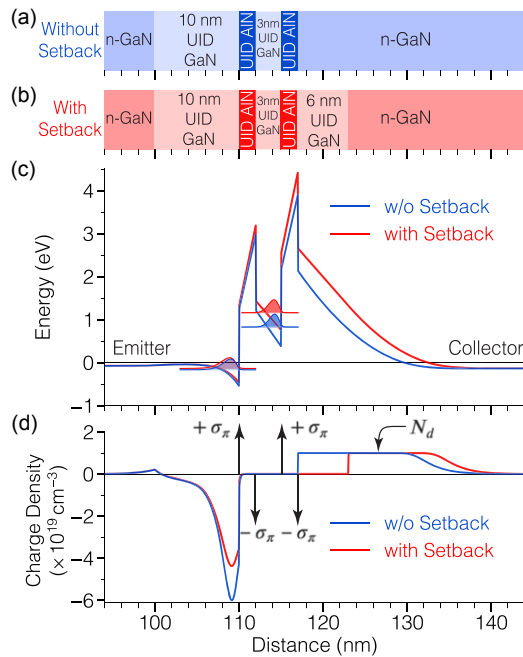 (a)
Without
Setback
n-GaN
10 nm
UID
GaN
UID AlN
3nm
UID
GaN
UID AlN
n-GaN
(b)
With
Setback
n-GaN
10 nm
UID
GaN
UID AlN
3nm
UID
GaN
UID AlN
6 nm
UID
GaN
n-GaN
(c)
Energy (eV)
4
3
2
1
0
−1
w/o Setback
with Setback
Emitter
Collector
(d)
Charge Density
(× 10¹⁹ cm⁻³)
2
0
-2
-4
-6
+ σπ
+ σπ
Nd
− σπ
− σπ
w/o Setback
with Setback
100
110
120
130
140
Distance (nm)